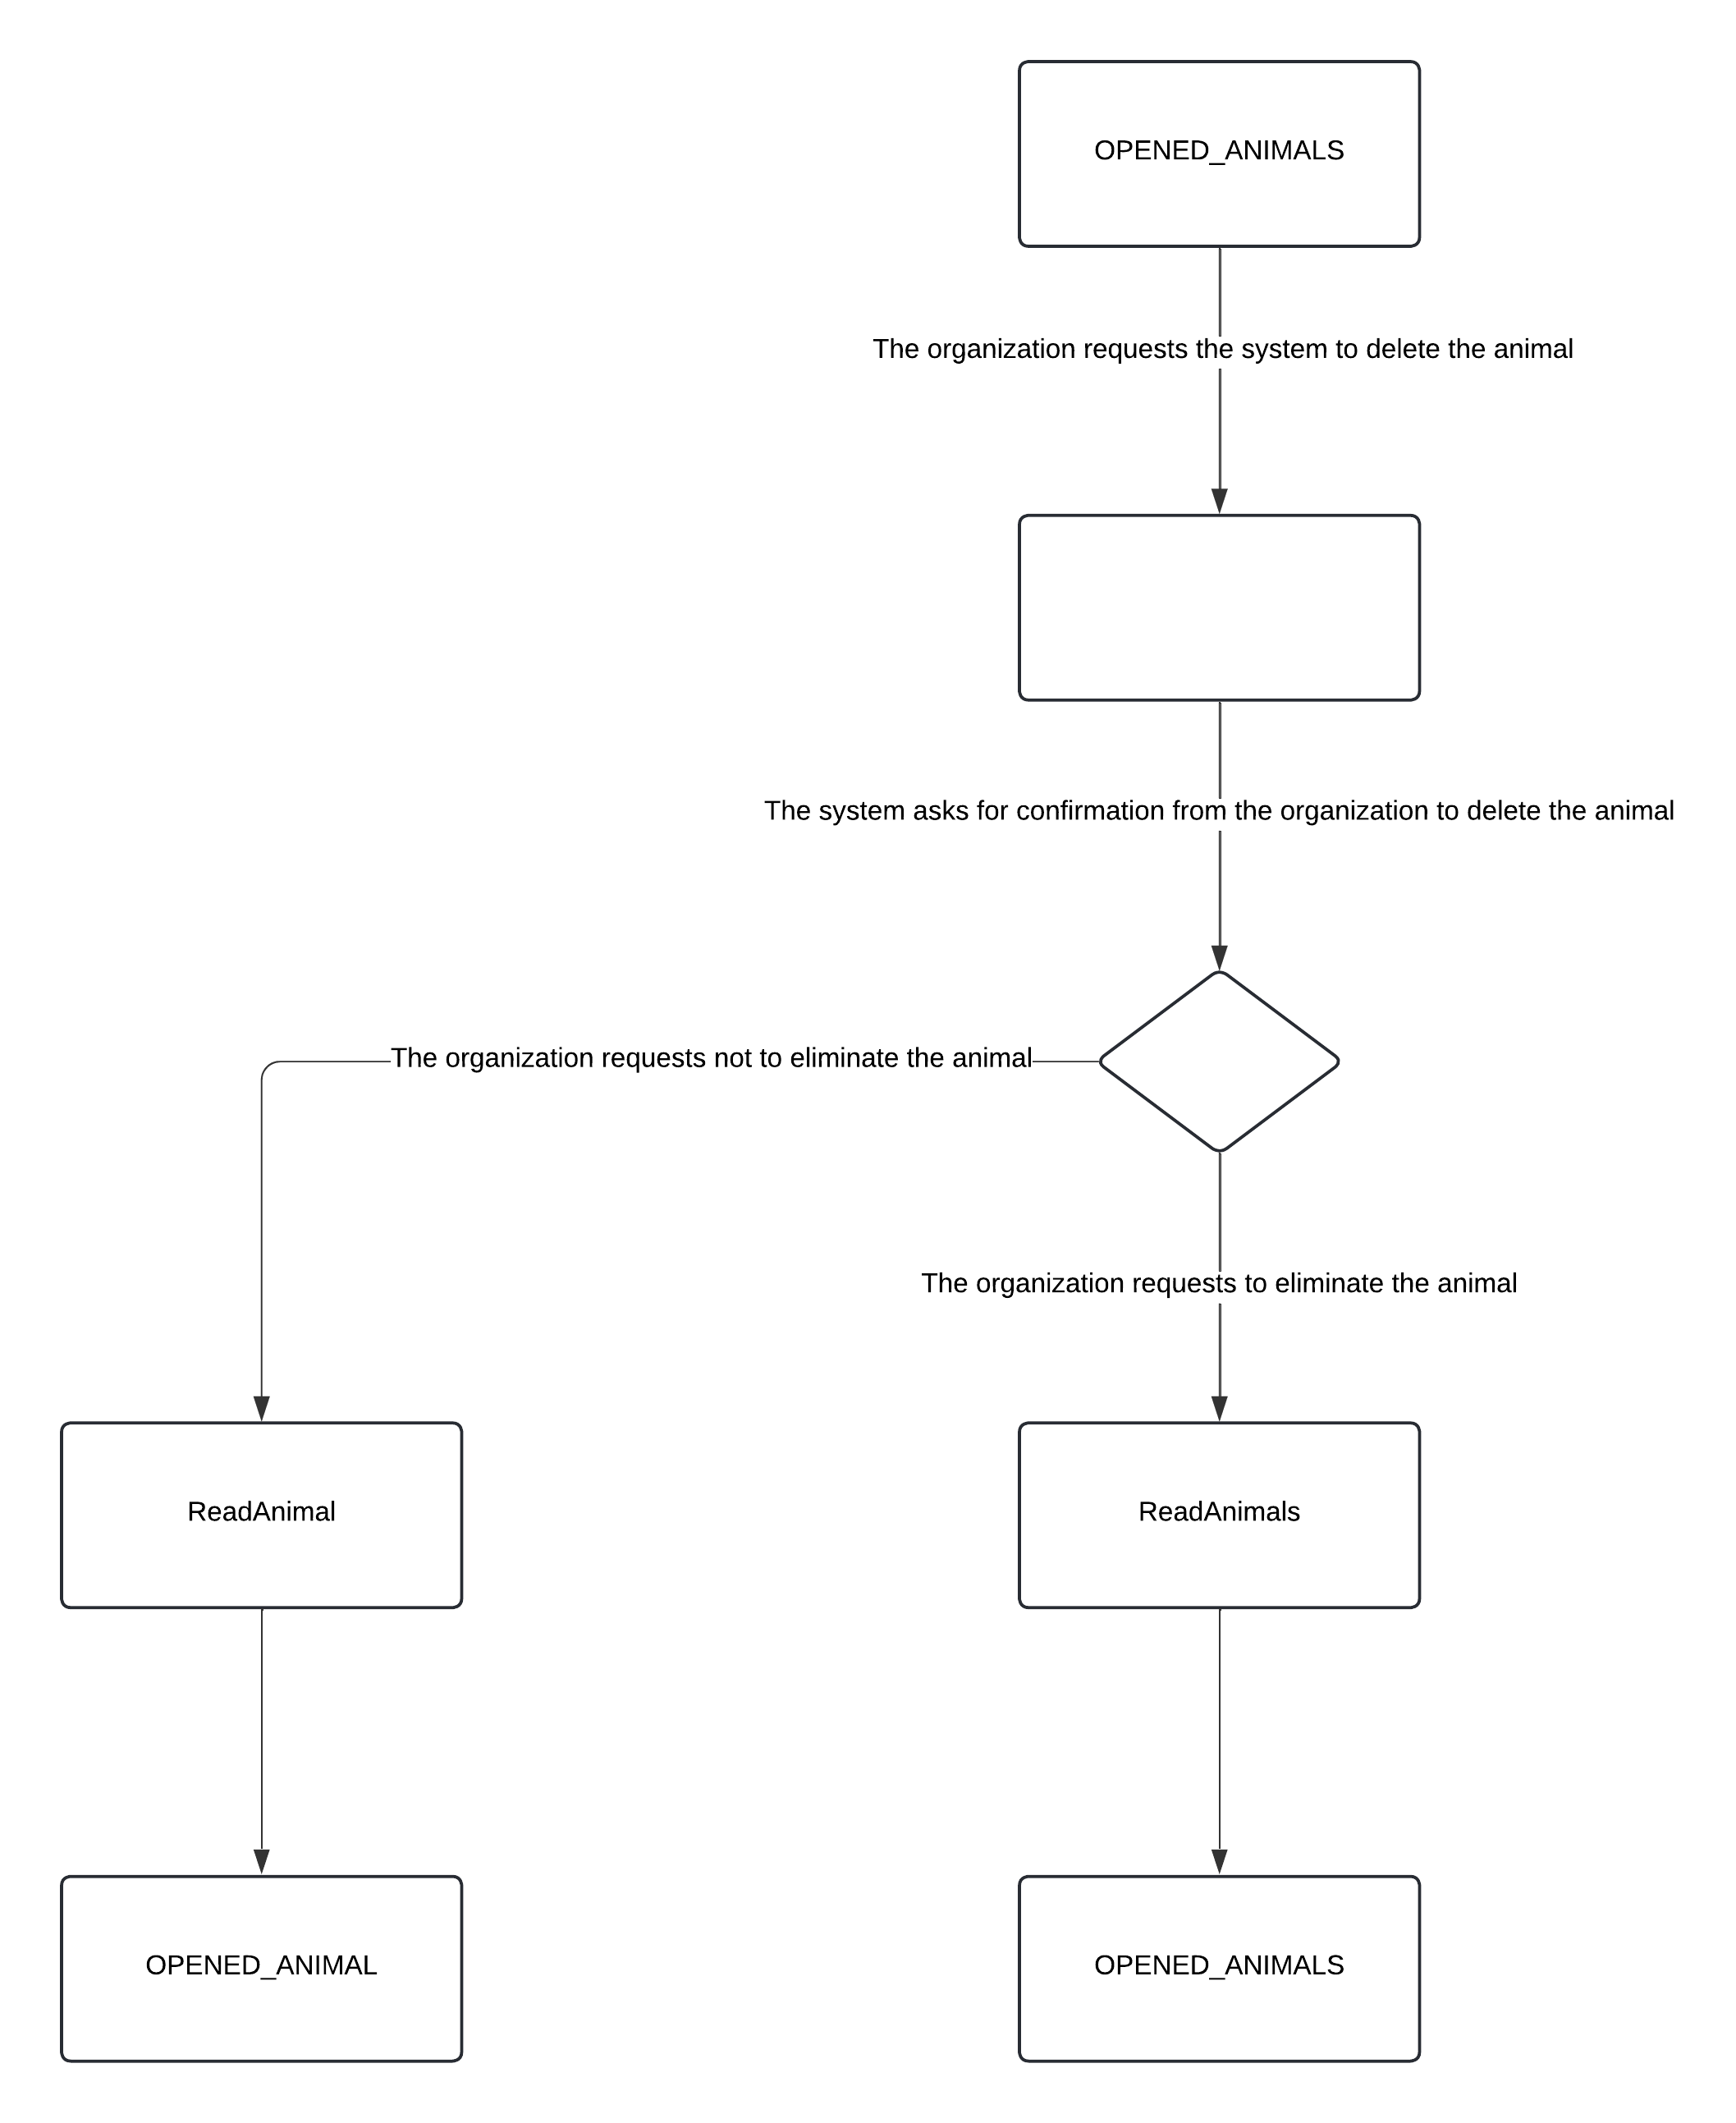 OPENED_ANIMALS
The organization requests the system to delete the animal
The system asks for confirmation from the organization to delete the animal
The organization requests not to eliminate the animal
The organization requests to eliminate the animal
ReadAnimal
ReadAnimals
OPENED_ANIMAL
OPENED_ANIMALS